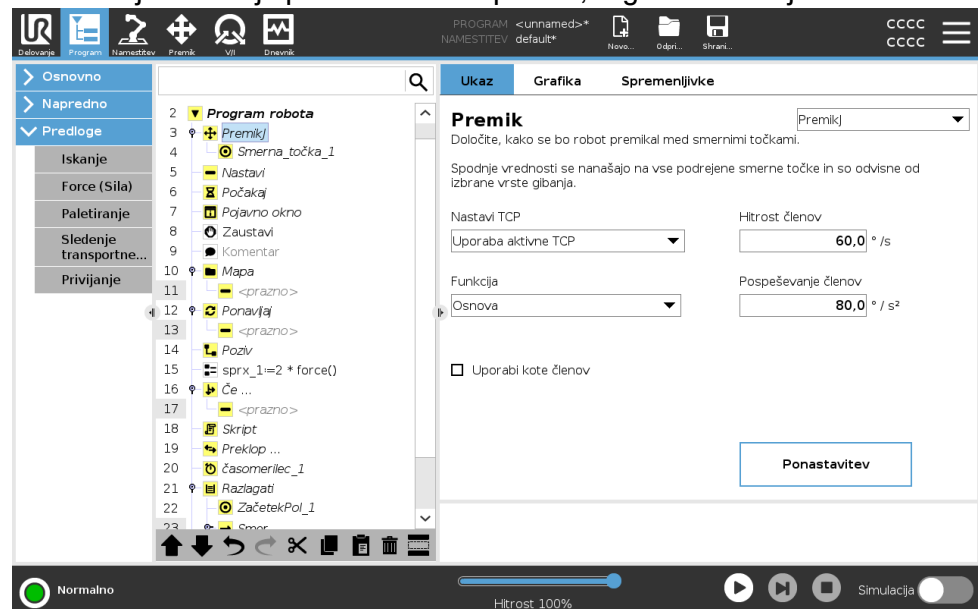 UR
Delovanje
Program
Namestitev
Premik
V/I
Dnevnik
PROGRAM <unnamed>*
NAMESTITEV default*
Novo...
Odpri...
Shrani...
CCCC
CCCC
Osnovno
Napredno
Predloge
Iskanje
Force (Sila)
Paletiranje
Sledenje
transportne...
Privijanje
2 Program robota
3 PremikJ
4 Smerna_točka_1
5 Nastavi
6 Počakaj
7 Pojavno okno
8 Zaustavi
9 Komentar
10 Mapa
11 <prazno>
12 Ponavljaj
13 <prazno>
14 Poziv
15 sprx_1:=2 * force()
16 Če ...
17 <prazno>
18 Skript
19 Preklop ...
20 časomerilec_1
21 Razlagati
22 ZačetekPol_1
23 Smer
Ukaz
Grafika
Spremenljivke
Premik
PremikJ
Določite, kako se bo robot premikal med smernimi točkami.
Spodnje vrednosti se nanašajo na vse podrejene smerne točke in so odvisne od
izbrane vrste gibanja.
Nastavi TCP
Hitrost členov
Uporaba aktivne TCP
60,0 ° /s
Funkcija
Pospeševanje členov
Osnova
80,0 ° / s²
Uporabi kote členov
Ponastavitev
Normalno
Hitrost 100%
Simulacija